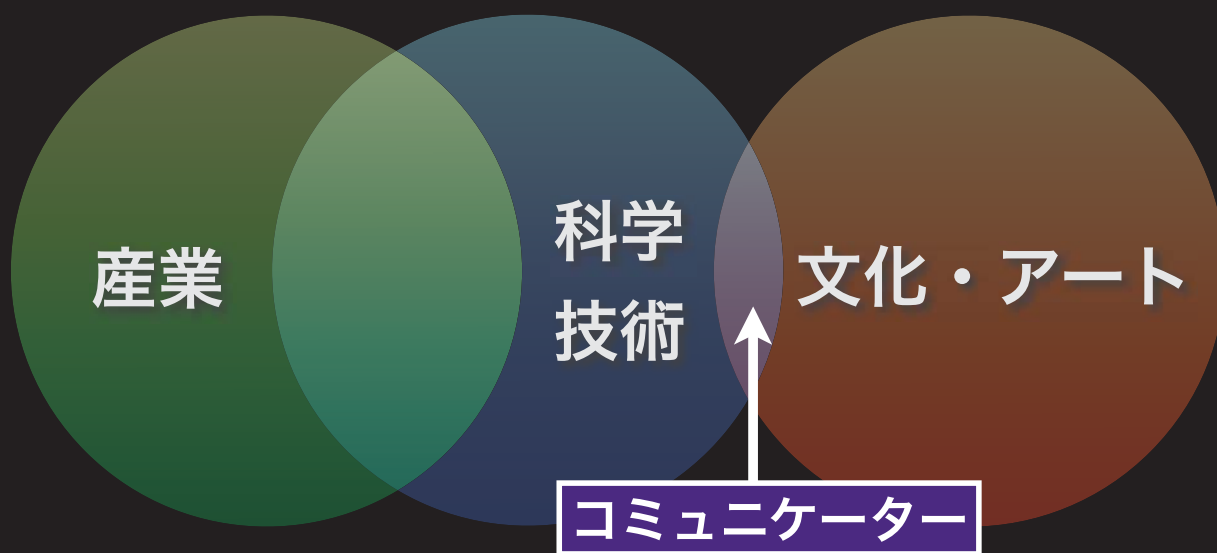 産業
科学
技術
文化・アート
コミュニケーター